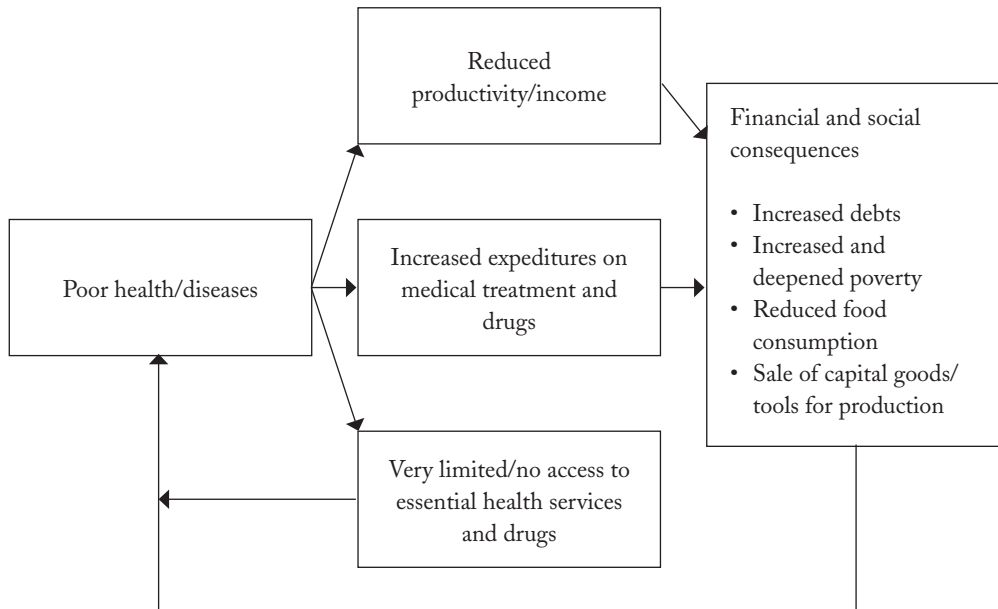 Reduced
productivity/income
Financial and social
consequences
• Increased debts
• Increased and
deepened poverty
• Reduced food
consumption
• Sale of capital goods/
tools for production
Poor health/diseases
Increased expeditures on
medical treatment and
drugs
Very limited/no access to
essential health services
and drugs